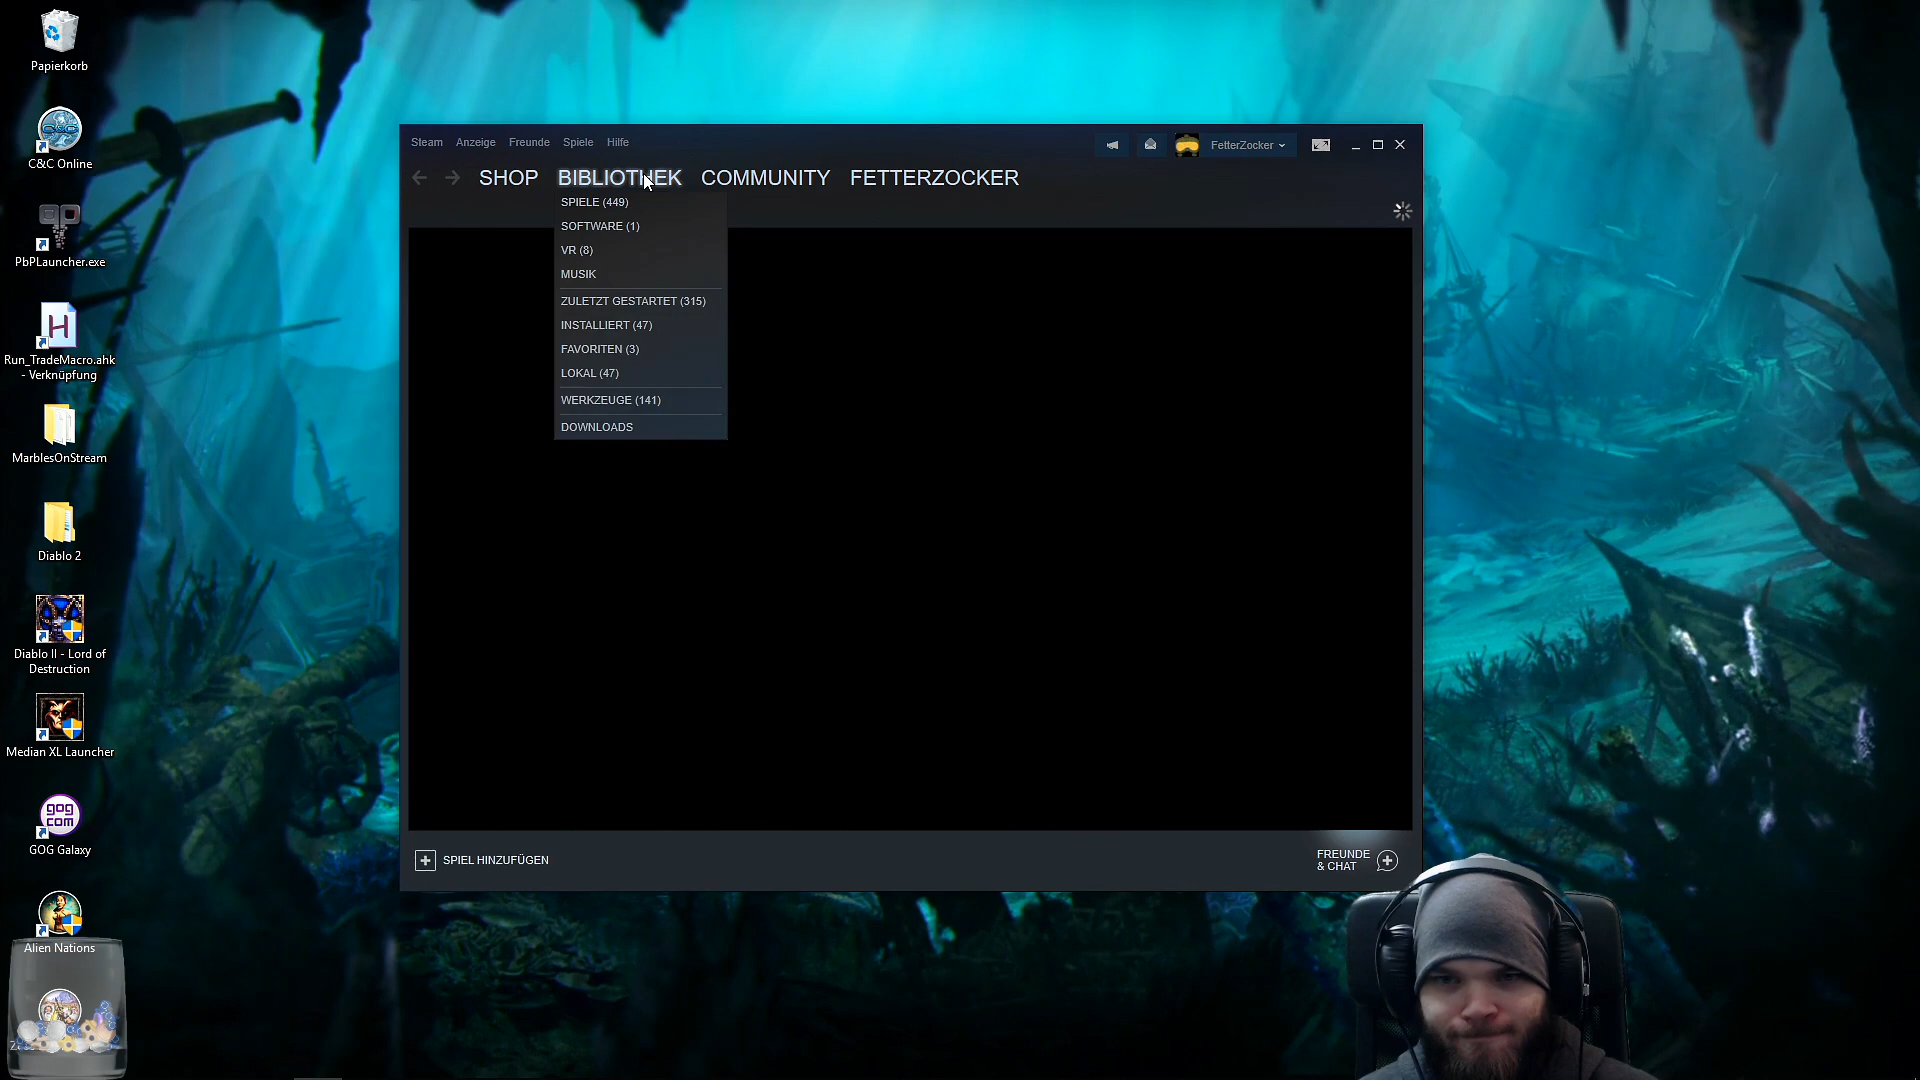 Papierkorb
C&C Online
PbPLauncher.exe
Run_TradeMacro.ahk
- Verknüpfung
MarblesOnStream
Diablo 2
Diablo II - Lord of
Destruction
Median XL Launcher
gog
com
GOG Galaxy
Alien Nations
Steam Anzeige Freunde Spiele Hilfe
FetterZocker
SHOP BIBLIOTHEK COMMUNITY FETTERZOCKER
SPIELE (449)
SOFTWARE (1)
VR (8)
MUSIK
ZULETZT GESTARTET (315)
INSTALLIERT (47)
FAVORITEN (3)
LOKAL (47)
WERKZEUGE (141)
DOWNLOADS
SPIEL HINZUFÜGEN
FREUNDE
& CHAT